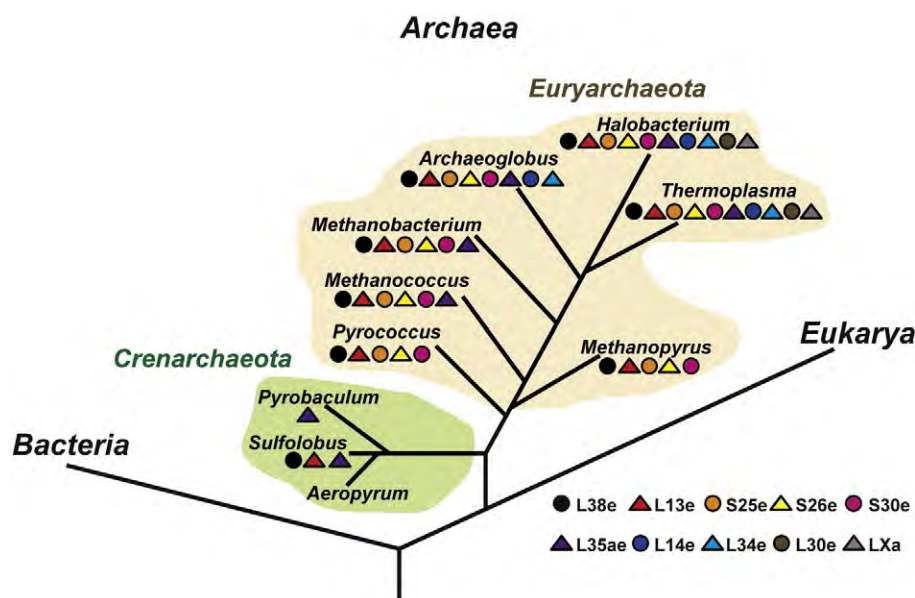 Archaea
Euryarchaeota
Halobacterium
Archaeoglobus
Thermoplasma
Methanobacterium
Methanococcus
Pyrococcus
Methanopyrus
Eukarya
Crenarchaeota
Pyrobaculum
Sulfolobus
Aeropyrum
Bacteria
L38e L13e S25e S26e S30e
L35ae L14e L34e L30e LXa